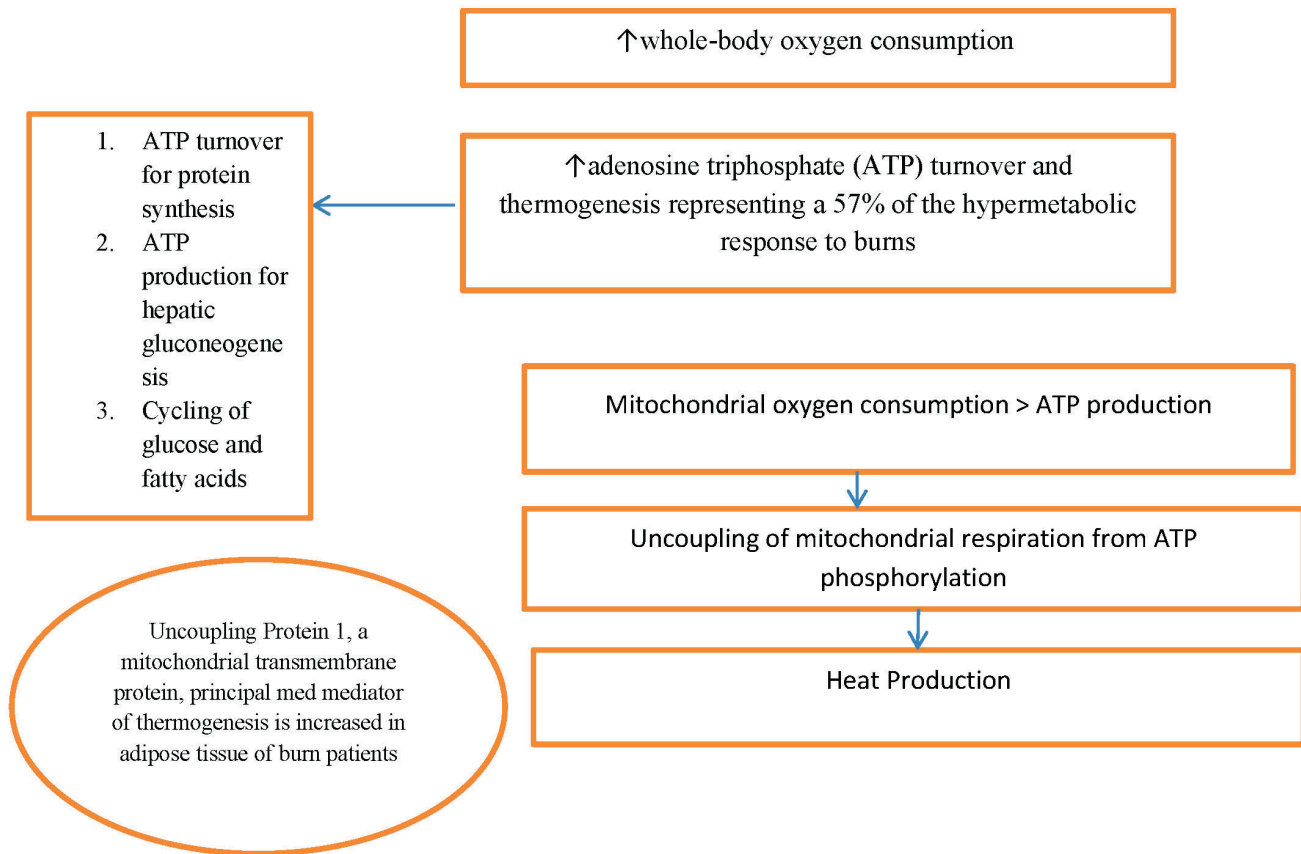 ↑whole-body oxygen consumption
1. ATP turnover
for protein
synthesis
2. ATP
production for
hepatic
gluconeogene
sis
3. Cycling of
glucose and
fatty acids
↑adenosine triphosphate (ATP) turnover and
thermogenesis representing a 57% of the hypermetabolic
response to burns
Mitochondrial oxygen consumption > ATP production
Uncoupling of mitochondrial respiration from ATP
phosphorylation
Heat Production
Uncoupling Protein 1, a
mitochondrial transmembrane
protein, principal med mediator
of thermogenesis is increased in
adipose tissue of burn patients